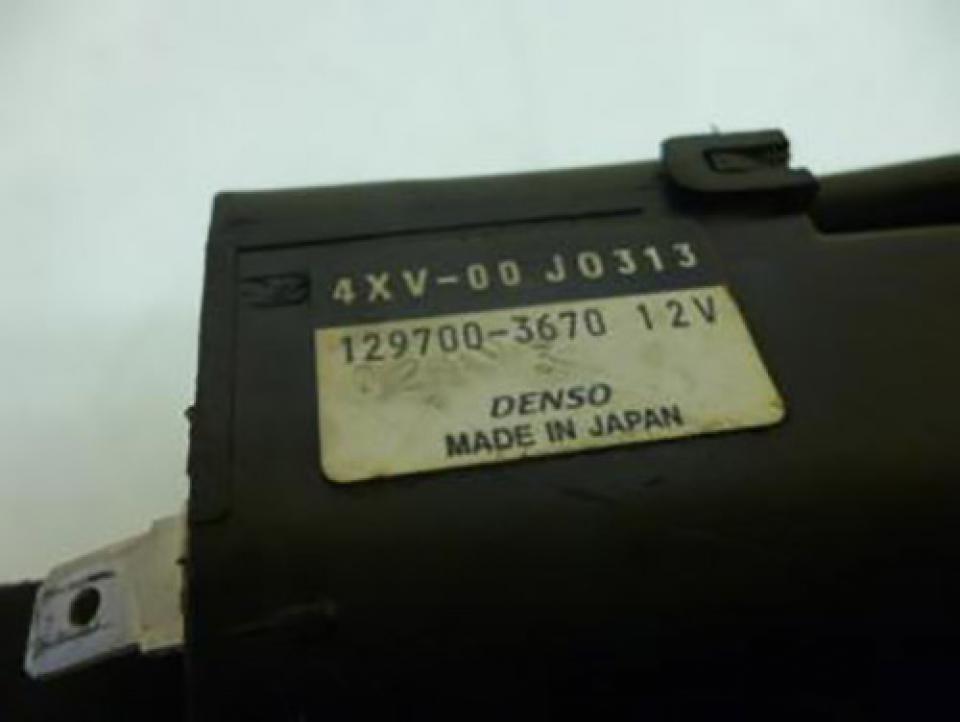 4XV-00 J0313
129700-3670 12V
DENSO
MADE IN JAPAN